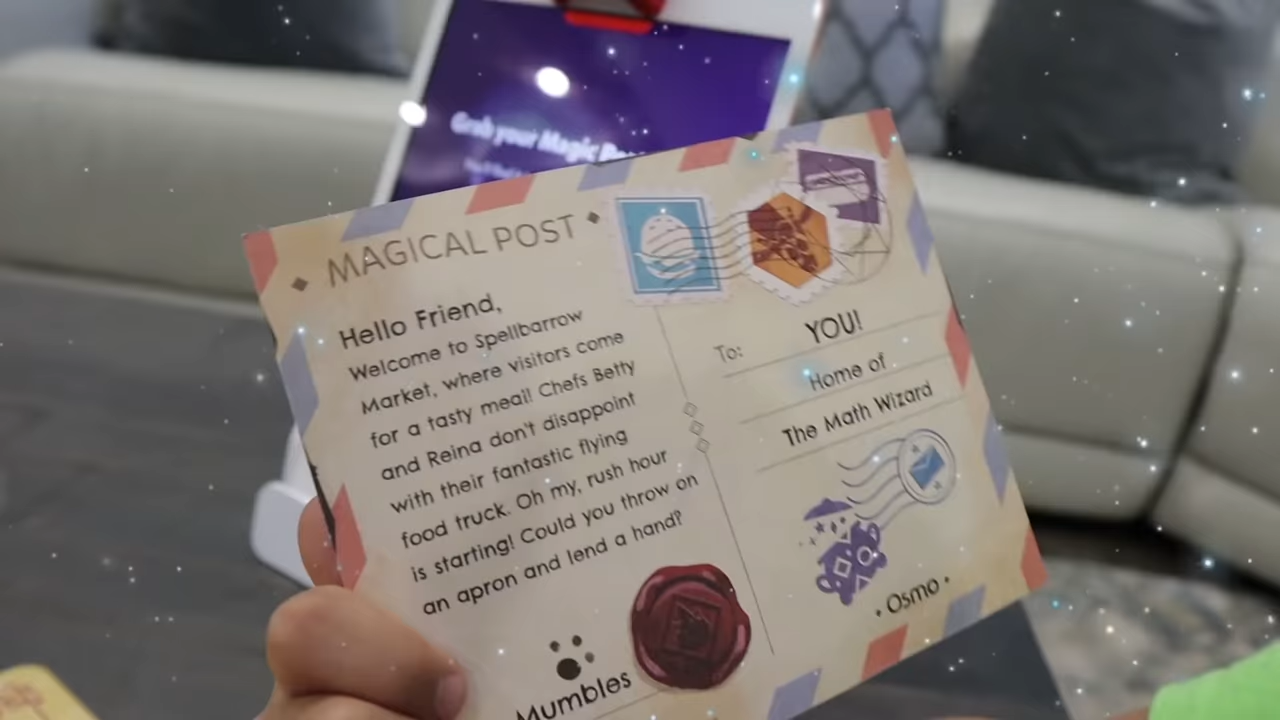 Grab your Magic
MAGICAL POST
Hello Friend,
Welcome to Spellbarrow
Market, where visitors come
for a tasty meal! Chefs Betty
and Reina don't disappoint
with their fantastic flying
food truck. Oh my, rush hour
is starting! Could you throw on
an apron and lend a hand?
Mumbles
To: YOU!
Home of
The Math Wizard
• Osmo •